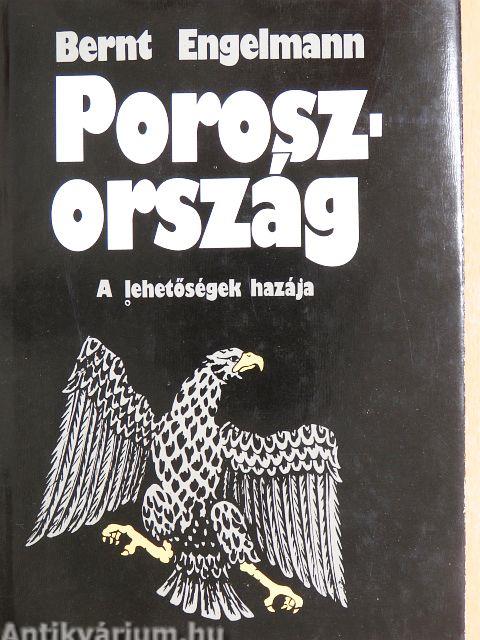 Bernt Engelmann
Porosz-
ország
A lehetőségek hazája
Antikvárium.hu